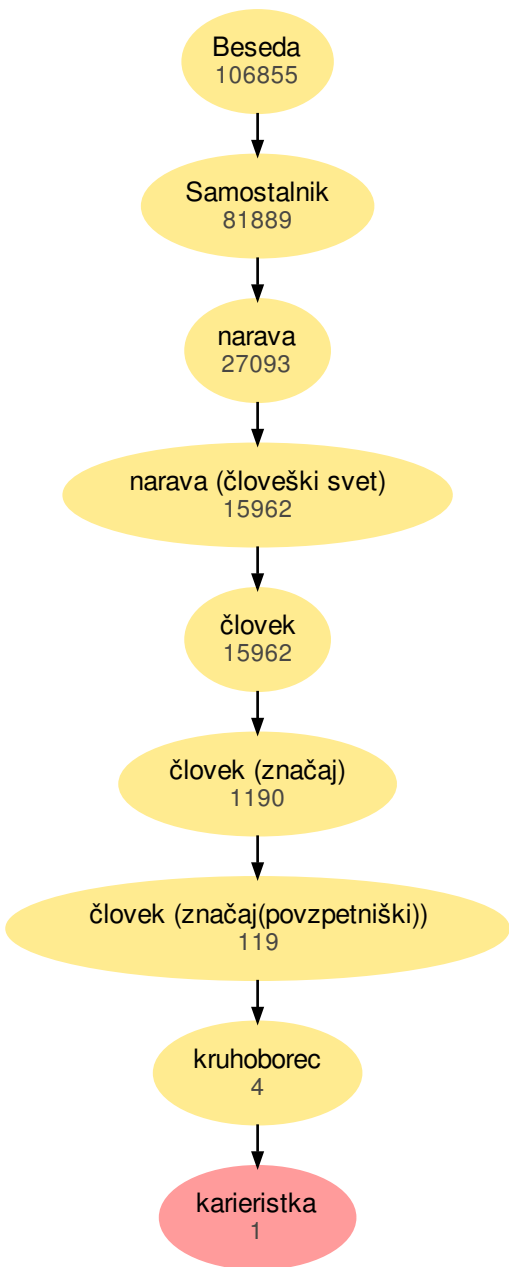 Beseda
106855
Samostalnik
81889
narava
27093
narava (človeški svet)
15962
človek
15962
človek (značaj)
1190
človek (značaj(povzpetniški))
119
kruhoborec
4
karieristka
1